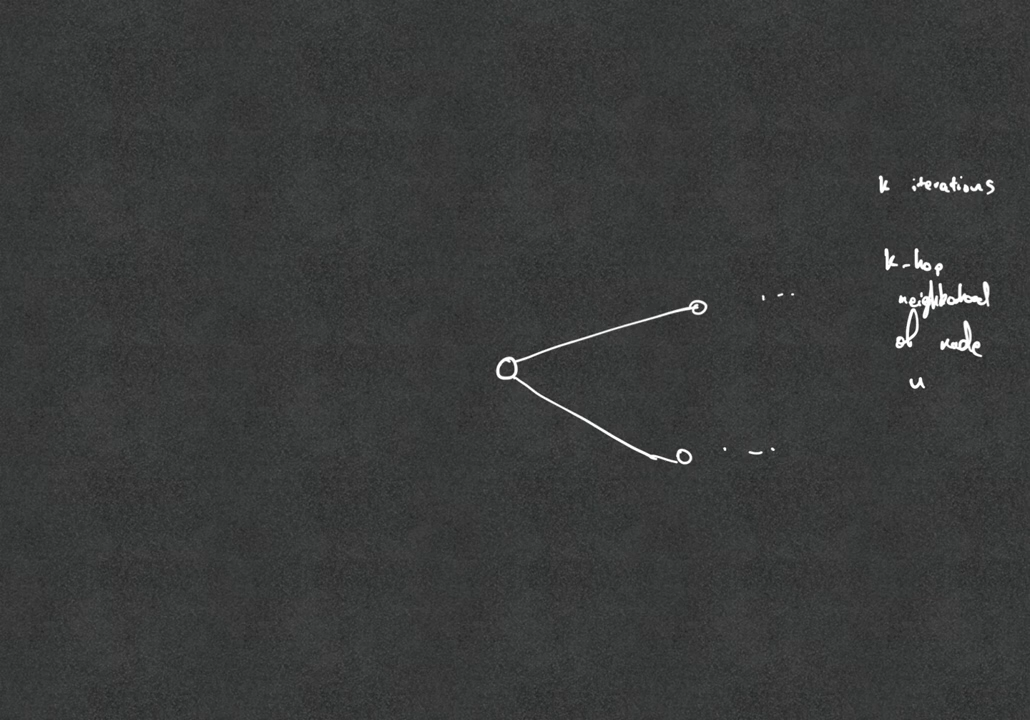 k iterations
k-hop
neighborhood
of node
u